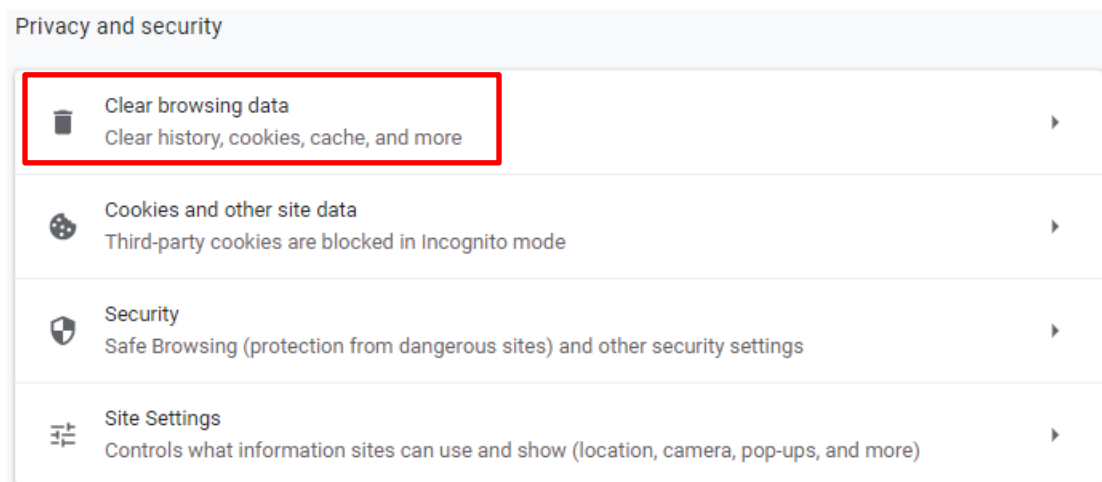 Privacy and security
Clear browsing data
Clear history, cookies, cache, and more
Cookies and other site data
Third-party cookies are blocked in Incognito mode
Security
Safe Browsing (protection from dangerous sites) and other security settings
Site Settings
Controls what information sites can use and show (location, camera, pop-ups, and more)